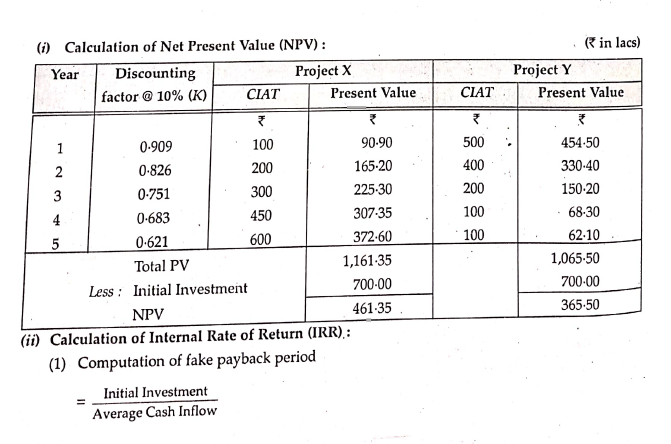 (i) Calculation of Net Present Value (NPV) : (₹ in lacs)
Year Discounting Project X Project Y
factor @ 10% (K) CIAT Present Value CIAT Present Value
₹ ₹ ₹ ₹
1 0·909 100 90·90 500 454·50
2 0·826 200 165·20 400 330·40
3 0·751 300 225·30 200 150·20
4 0·683 450 307·35 100 68·30
5 0·621 600 372·60 100 62·10
Total PV 1,161·35 1,065·50
Less : Initial Investment 700·00 700·00
NPV 461·35 365·50
(ii) Calculation of Internal Rate of Return (IRR) :
(1) Computation of fake payback period
= Initial Investment
Average Cash Inflow